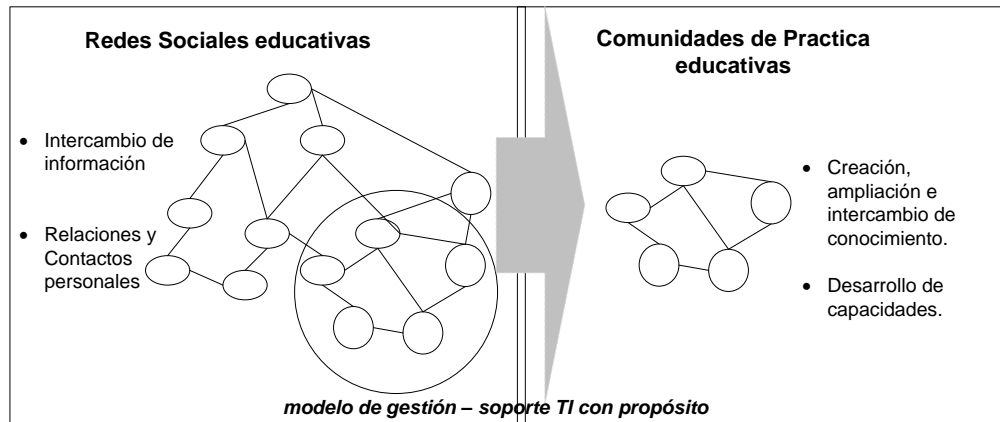 Redes Sociales educativas
• Intercambio de
información
• Relaciones y
Contactos
personales
Comunidades de Practica
educativas
• Creación,
ampliación e
intercambio de
conocimiento.
• Desarrollo de
capacidades.
modelo de gestión – soporte TI con propósito